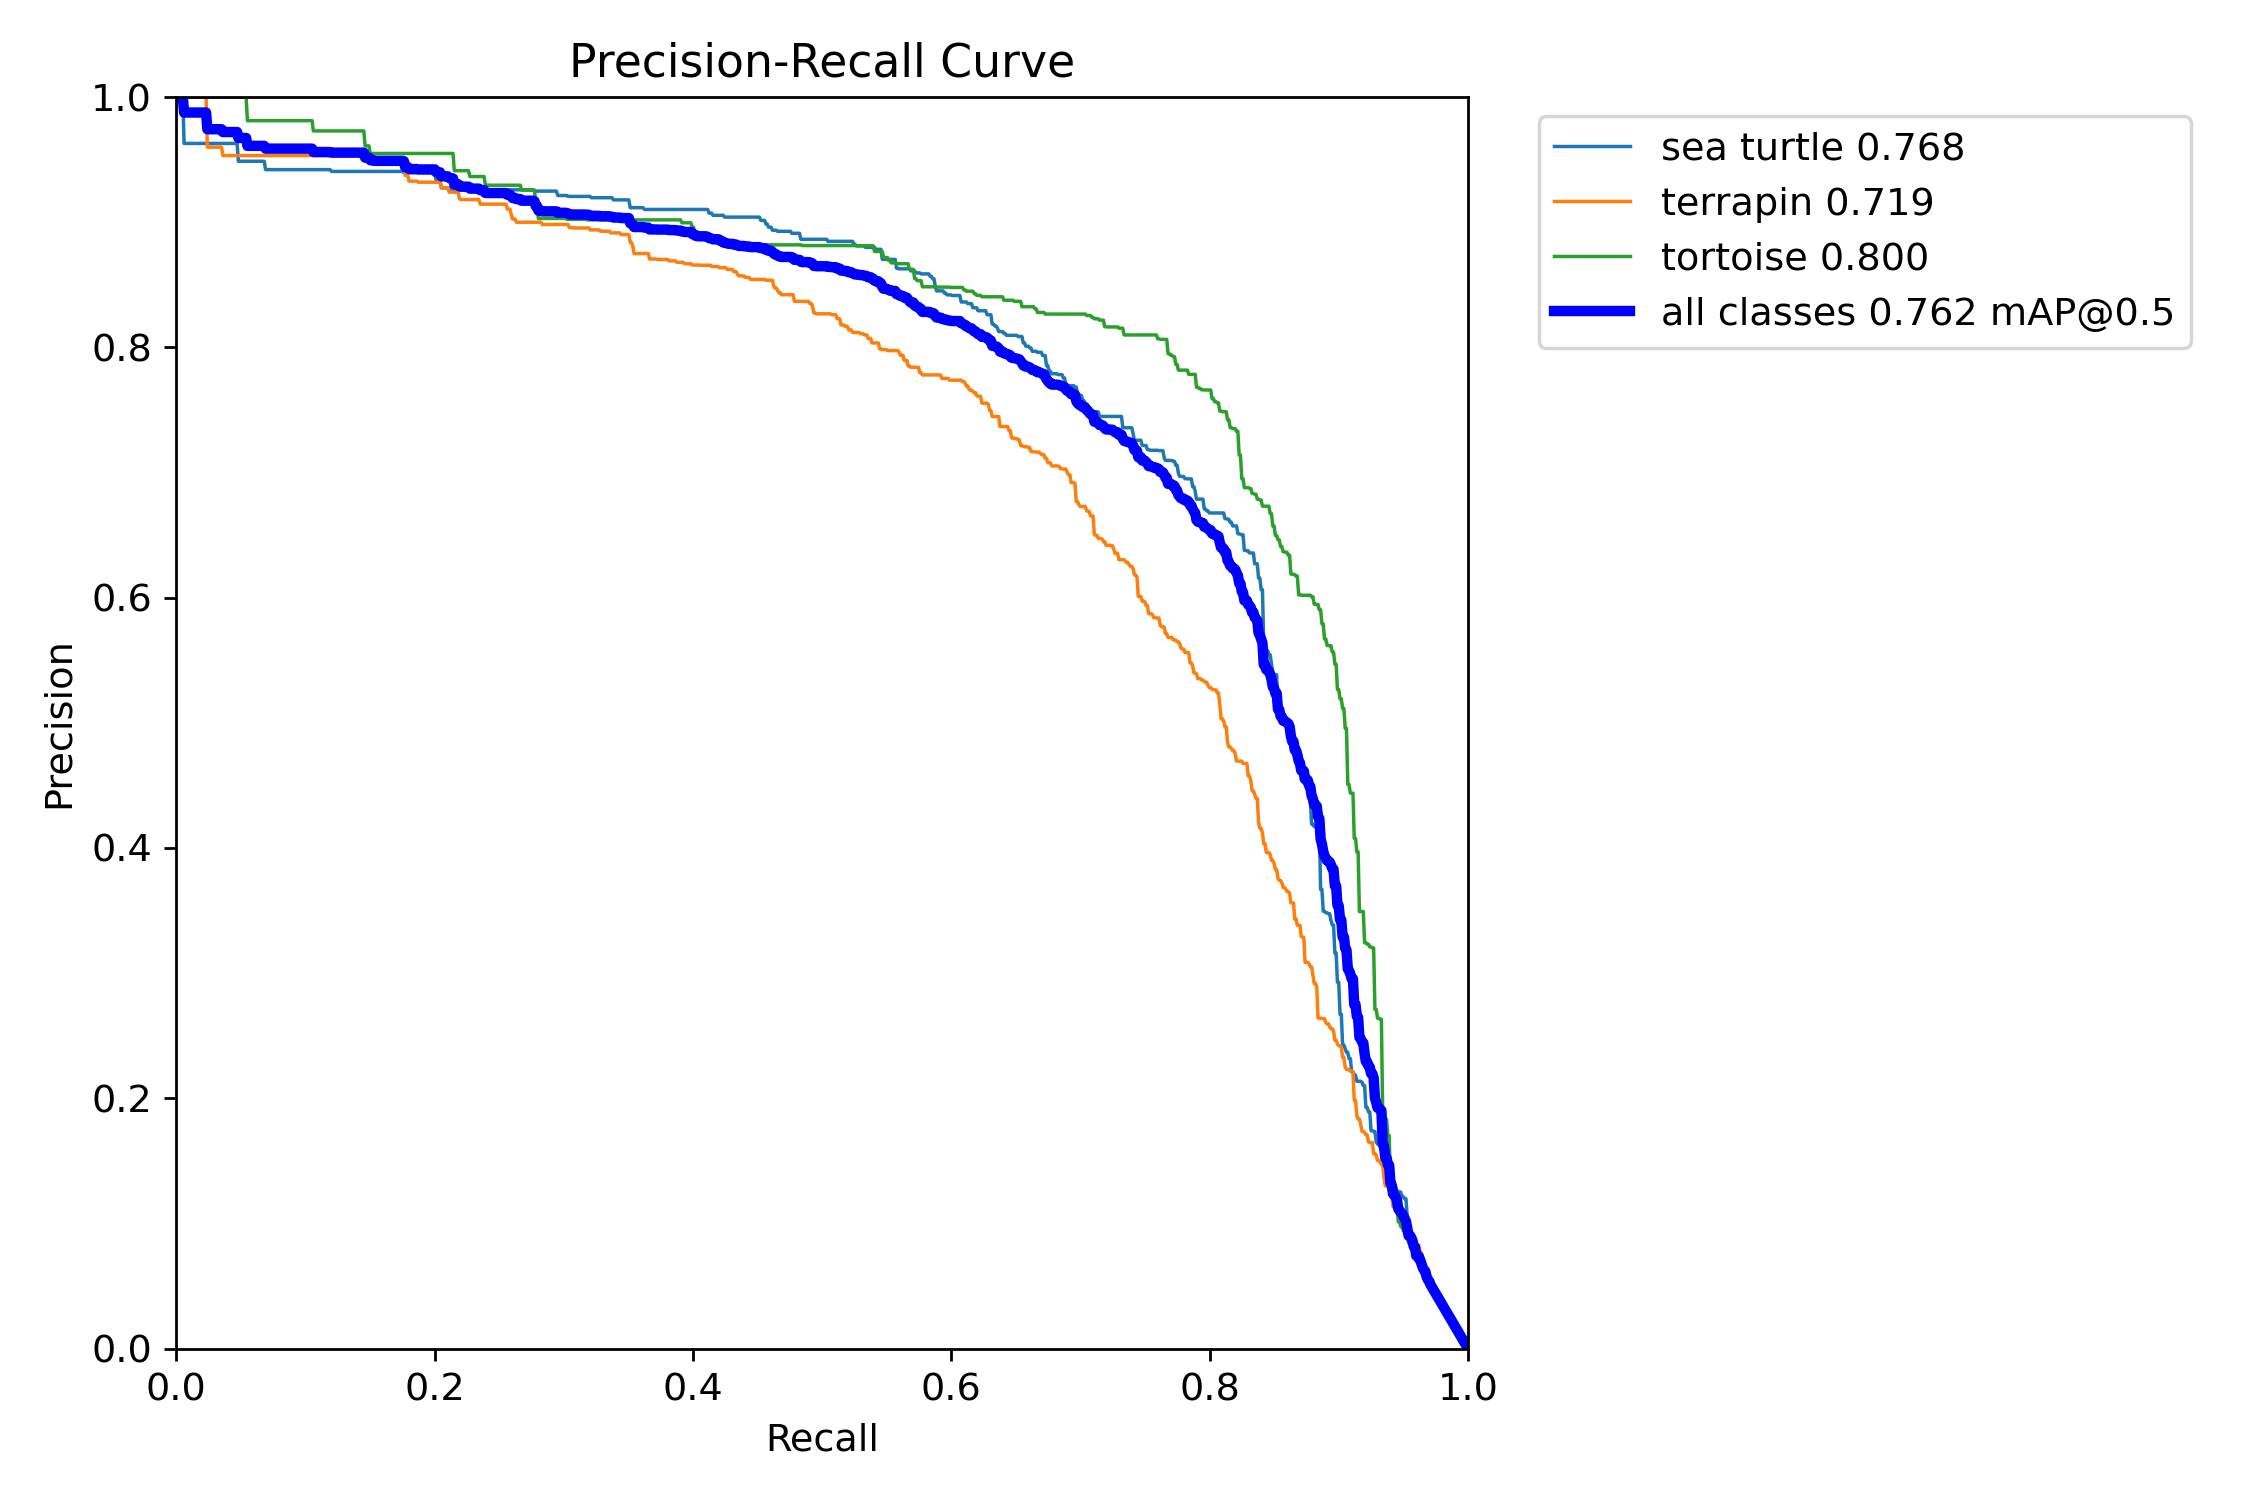 Precision-Recall Curve
1.0
0.8
0.6
0.4
0.2
0.0
Precision
0.0 0.2 0.4 0.6 0.8 1.0
Recall
sea turtle 0.768
terrapin 0.719
tortoise 0.800
all classes 0.762 mAP@0.5